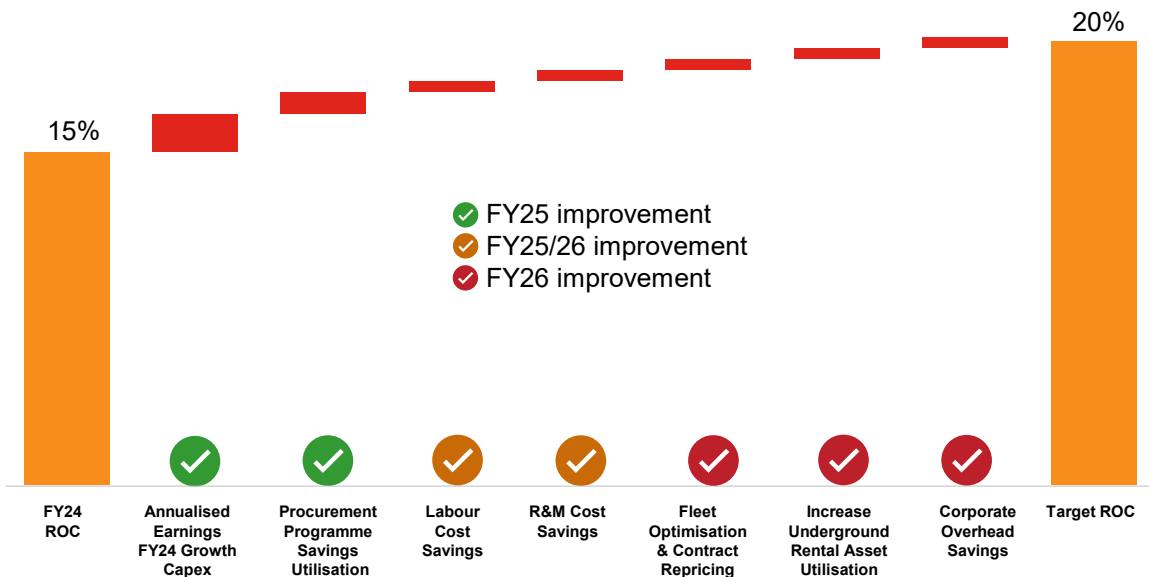 20%
15%
FY25 improvement
FY25/26 improvement
FY26 improvement
FY24
ROC
Annualised
Earnings
FY24 Growth
Capex
Procurement
Programme
Savings
Utilisation
Labour
Cost
Savings
R&M Cost
Savings
Fleet
Optimisation
& Contract
Repricing
Increase
Underground
Rental Asset
Utilisation
Corporate
Overhead
Savings
Target ROC